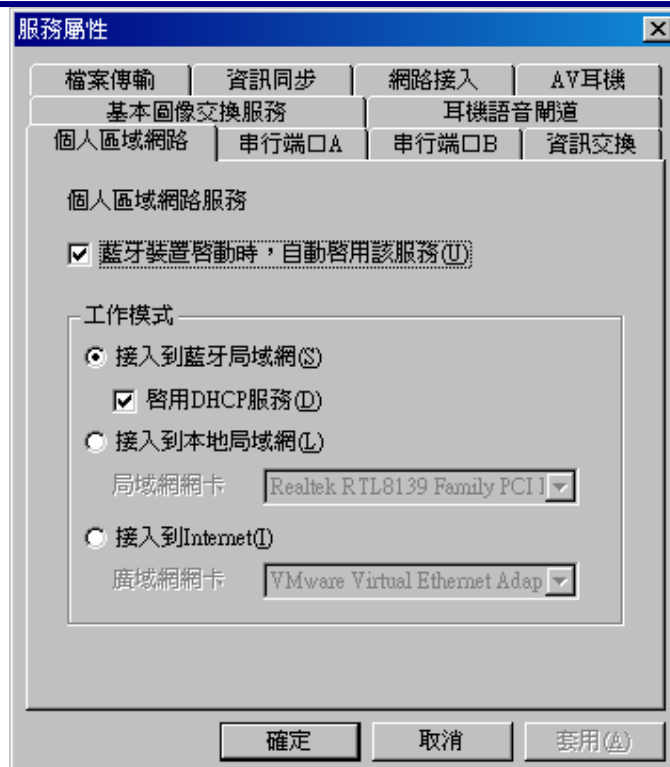 服務屬性
檔案傳輸 資訊同步 網路接入 AV耳機
基本圖像交換服務 耳機語音閘道
個人區域網路 串行端口A 串行端口B 資訊交換
個人區域網路服務
藍牙裝置啓動時，自動啓用該服務(U)
工作模式
接入到藍牙局域網(S)
啓用DHCP服務(D)
接入到本地局域網(L)
局域網網卡 Realtek RTL8139 Family PCI
接入到Internet(I)
廣域網網卡 VMware Virtual Ethernet Adap
確定 取消 套用(A)